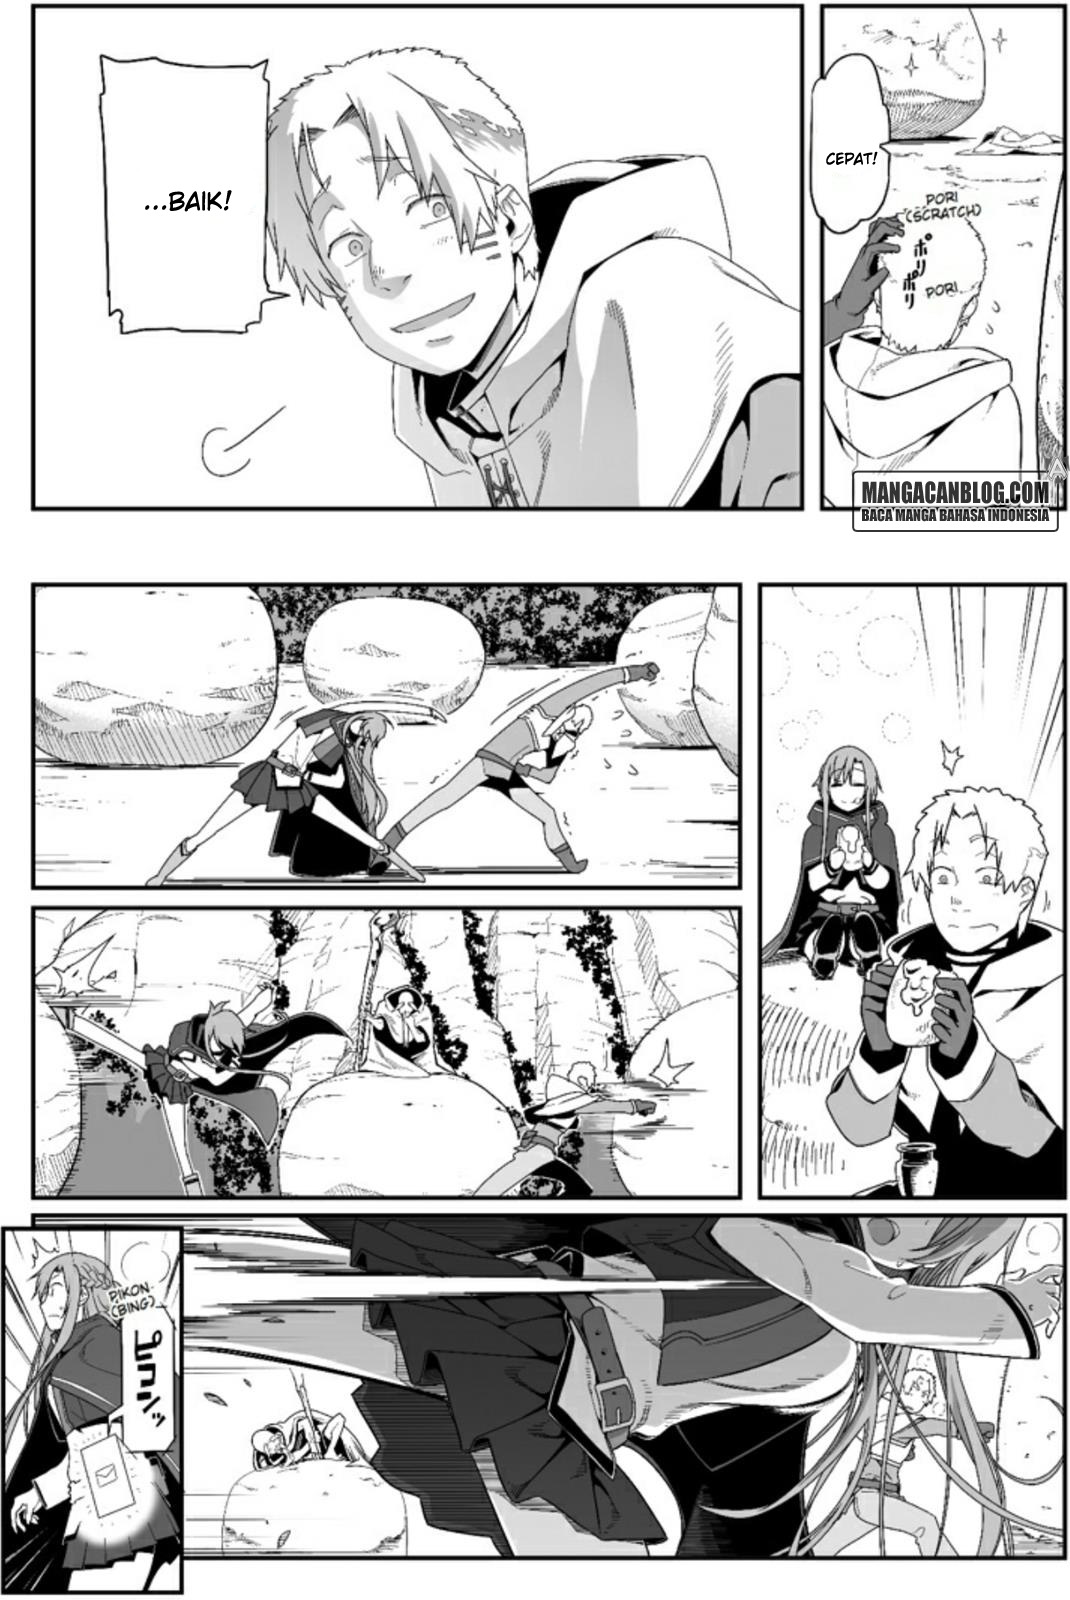 CEPAT!
PORI
(SCRATCH)
ポリ
ポリ
PORI
...BAIK!
MANGACANBLOG.COM
BACA MANGA BAHASA INDONESIA
PIKON
(BING)
ピコンッ